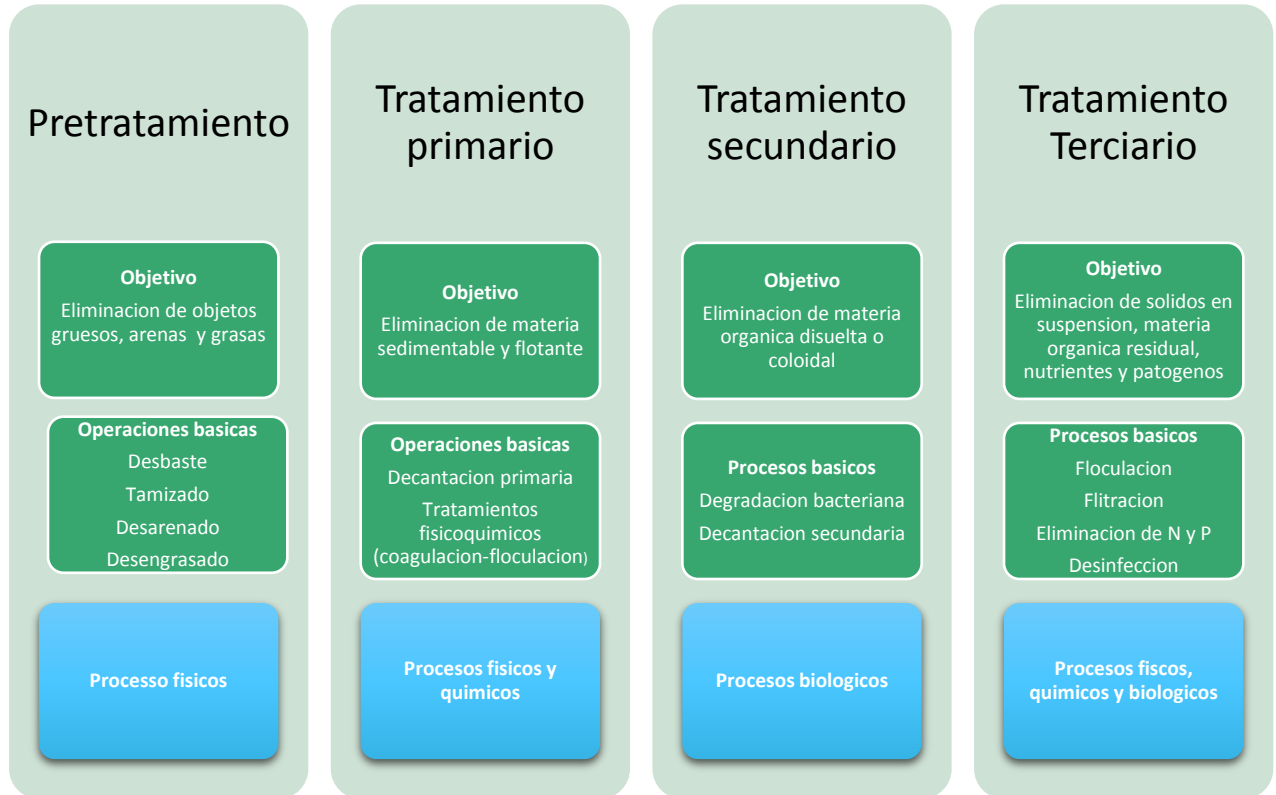 Pretratamiento
Objetivo
Eliminacion de objetos
gruesos, arenas y grasas
Operaciones basicas
Desbaste
Tamizado
Desarenado
Desengrasado
Processo fisicos
Tratamiento
primario
Objetivo
Eliminacion de materia
sedimentable y flotante
Operaciones basicas
Decantacion primaria
Tratamientos
fisicoquimicos
(coagulacion-floculacion)
Procesos fisicos y
quimicos
Tratamiento
secundario
Objetivo
Eliminacion de materia
organica disuelta o
coloidal
Procesos basicos
Degradacion bacteriana
Decantacion secundaria
Procesos biologicos
Tratamiento
Terciario
Objetivo
Eliminacion de solidos en
suspension, materia
organica residual,
nutrientes y patogenos
Procesos basicos
Floculacion
Flitracion
Eliminacion de N y P
Desinfeccion
Procesos fiscos,
quimicos y biologicos